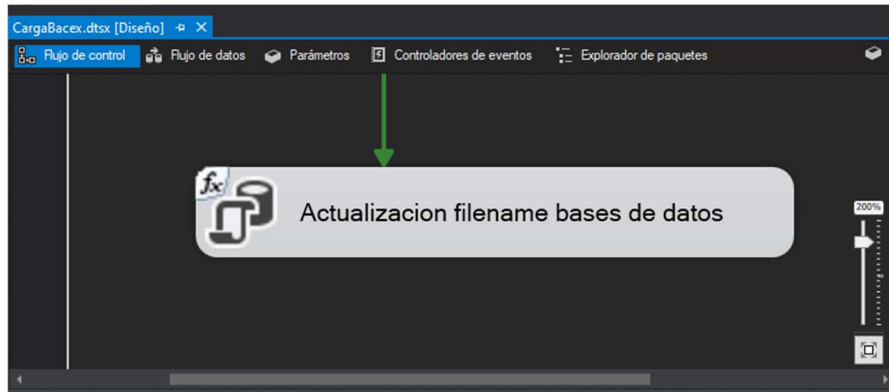 CargaBacex.dtsx [Diseño]
Flujo de control Flujo de datos Parámetros Controladores de eventos Explorador de paquetes
fx
Actualizacion filename bases de datos
200%